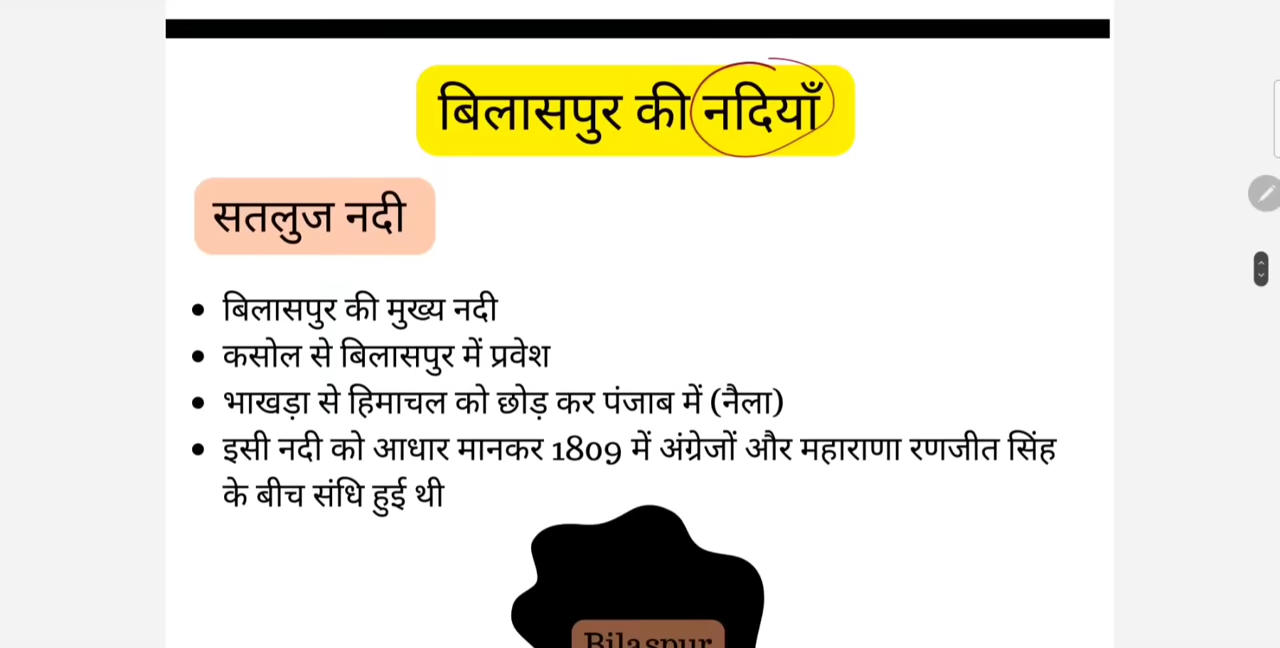 बिलासपुर की नदियाँ
सतलुज नदी
• बिलासपुर की मुख्य नदी
• कसोल से बिलासपुर में प्रवेश
• भाखड़ा से हिमाचल को छोड़ कर पंजाब में (नैला)
• इसी नदी को आधार मानकर 1809 में अंग्रेजों और महाराणा रणजीत सिंह
के बीच संधि हुई थी
Bilaspur